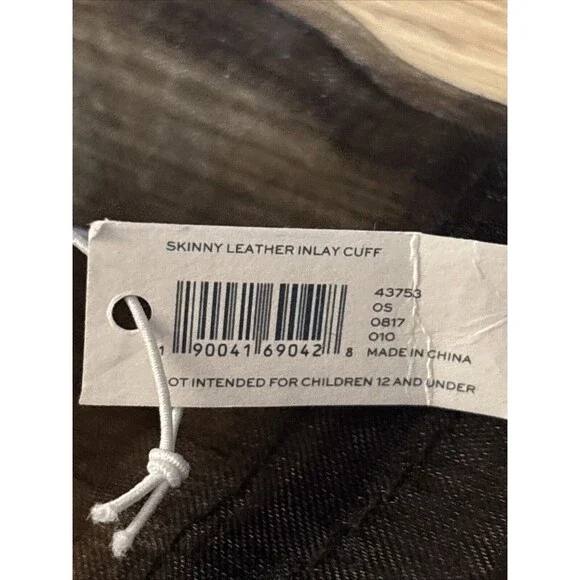 SKINNY LEATHER INLAY CUFF
43753
OS
0817
010
1 90041 69042 8 MADE IN CHINA
OT INTENDED FOR CHILDREN 12 AND UNDER